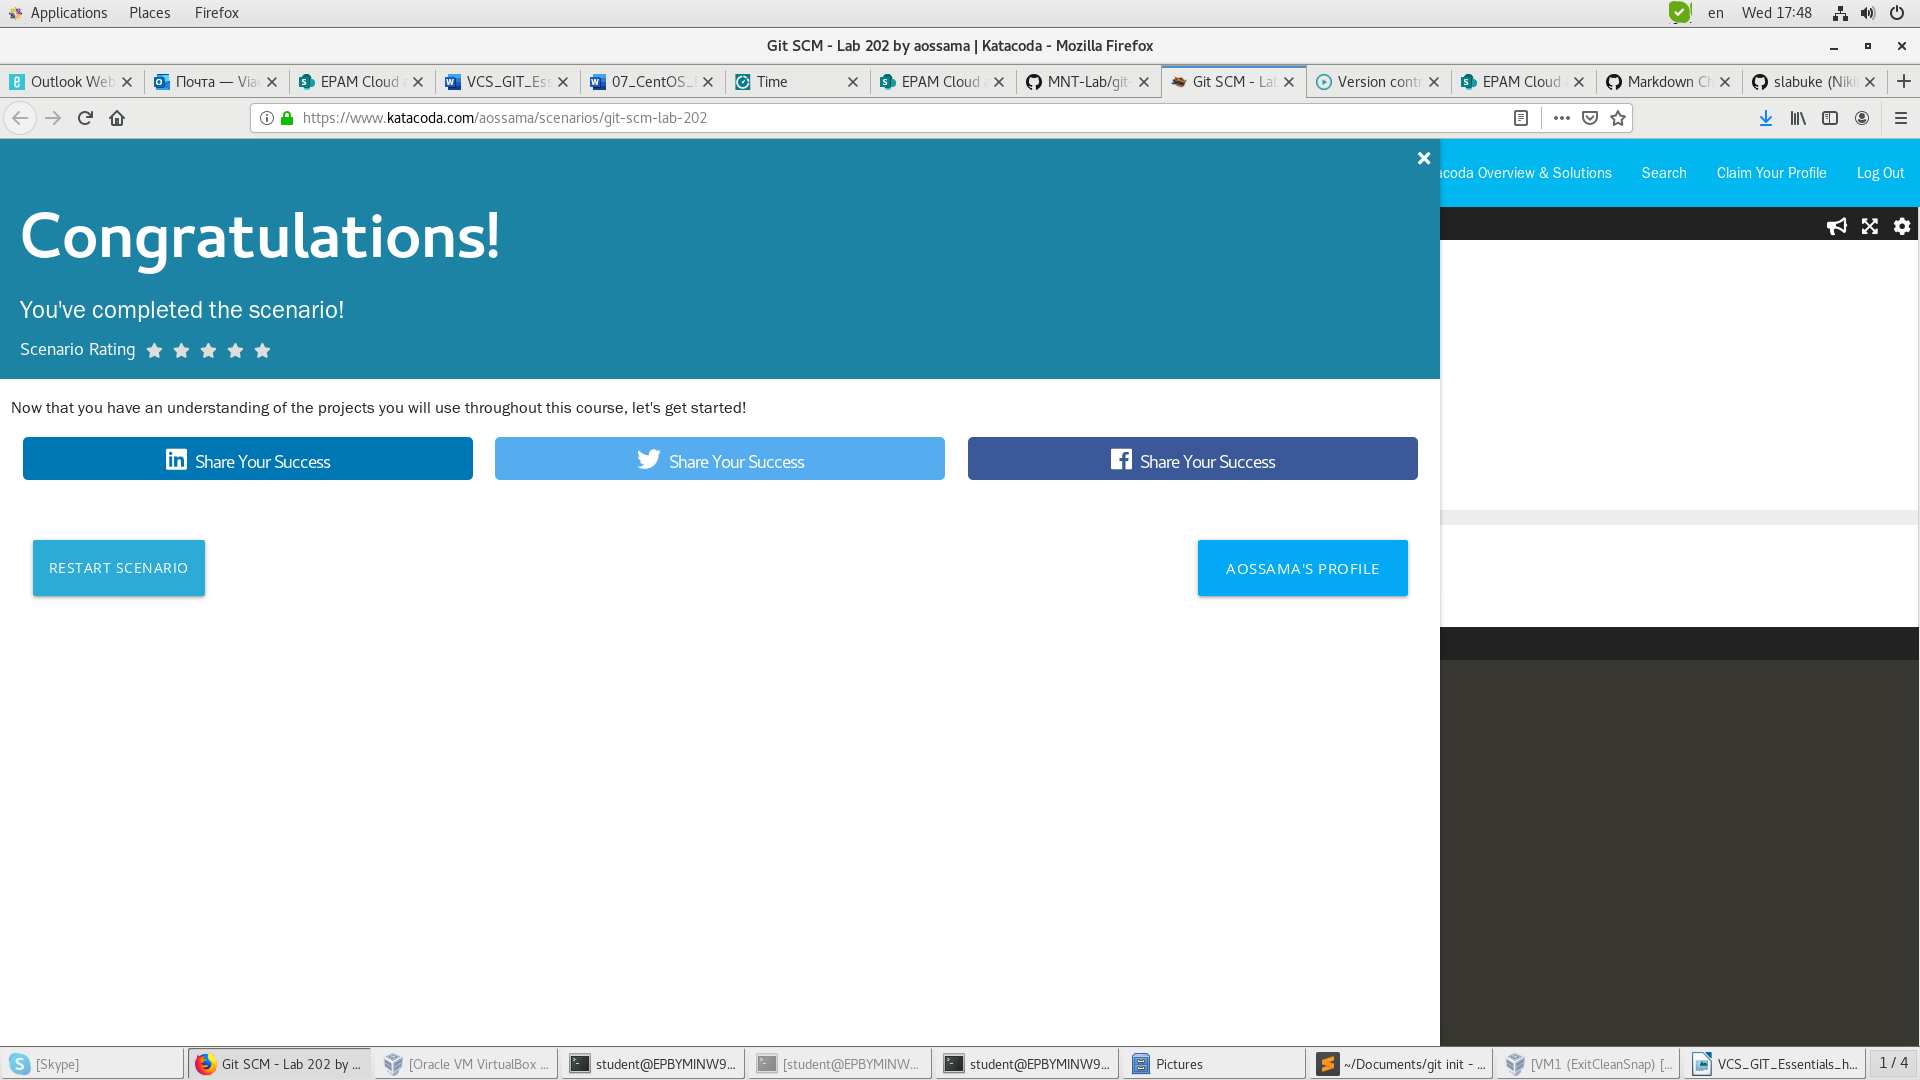 Applications Places Firefox en Wed 17:48
Git SCM - Lab 202 by aossama | Katacoda - Mozilla Firefox
Outlook Web Почта — Via EPAM Cloud VCS_GIT_Ess 07_CentOS_ Time EPAM Cloud MNT-Lab/git- Git SCM - Lab Version contr EPAM Cloud Markdown Ch slabuke (Niki
https://www.katacoda.com/aossama/scenarios/git-scm-lab-202
acoda Overview & Solutions Search Claim Your Profile Log Out
Congratulations!
You've completed the scenario!
Scenario Rating
Now that you have an understanding of the projects you will use throughout this course, let's get started!
Share Your Success Share Your Success Share Your Success
RESTART SCENARIO AOSSAMA'S PROFILE
[Skype] Git SCM - Lab 202 by ... [Oracle VM VirtualBox ... student@EPBYMINW9... [student@EPBYMINW... student@EPBYMINW9... Pictures ~/Documents/git init - ... [VM1 (ExitCleanSnap) [... VCS_GIT_Essentials_h... 1 / 4